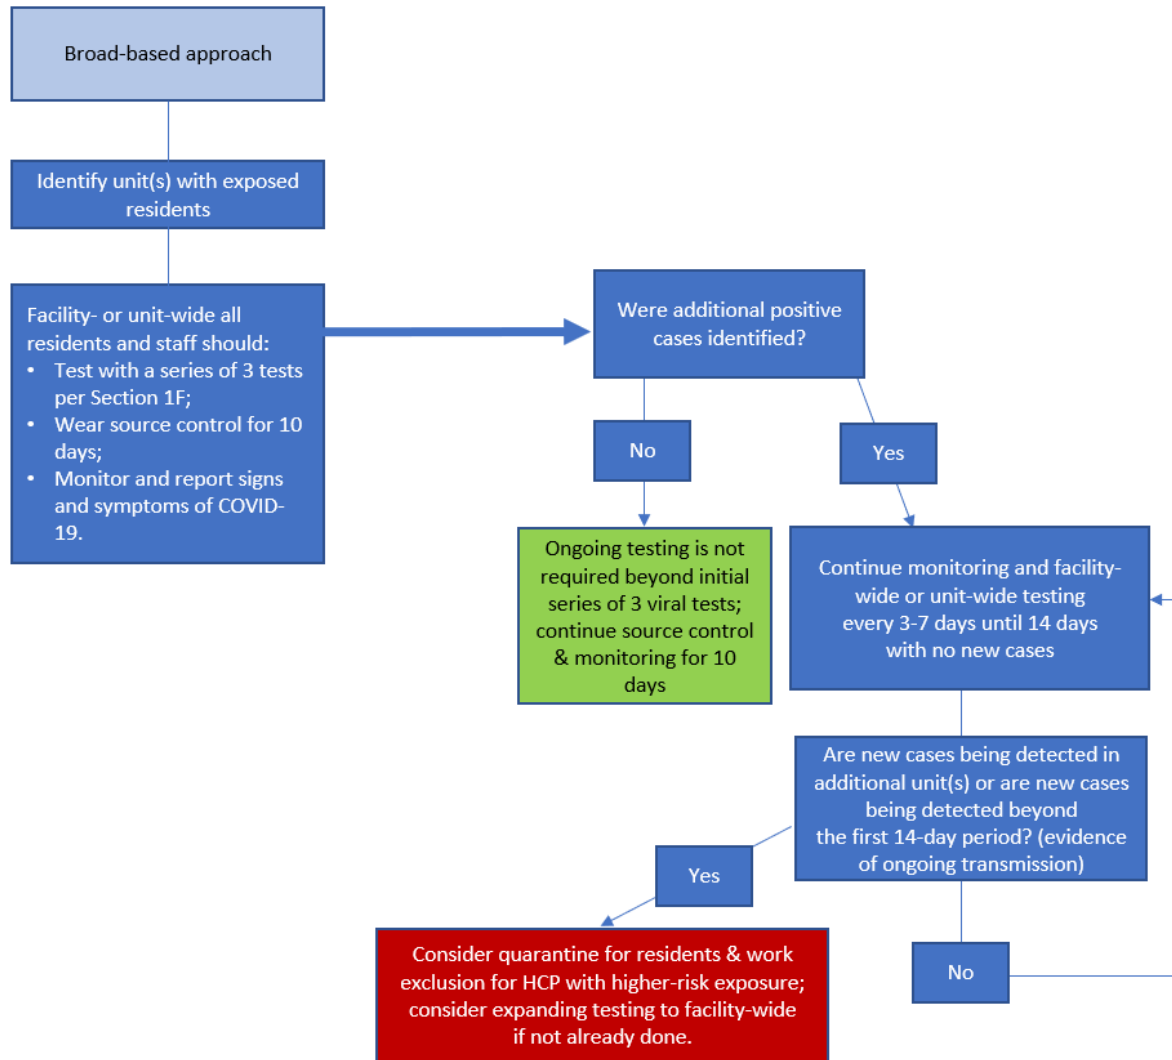 Broad-based approach
Identify unit(s) with exposed
residents
Facility- or unit-wide all
residents and staff should:
• Test with a series of 3 tests
per Section 1F;
• Wear source control for 10
days;
• Monitor and report signs
and symptoms of COVID-
19.
Were additional positive
cases identified?
No
Yes
Ongoing testing is not
required beyond initial
series of 3 viral tests;
continue source control
& monitoring for 10
days
Continue monitoring and facility-
wide or unit-wide testing
every 3-7 days until 14 days
with no new cases
Are new cases being detected in
additional unit(s) or are new cases
being detected beyond
the first 14-day period? (evidence
of ongoing transmission)
Yes
No
Consider quarantine for residents & work
exclusion for HCP with higher-risk exposure;
consider expanding testing to facility-wide
if not already done.